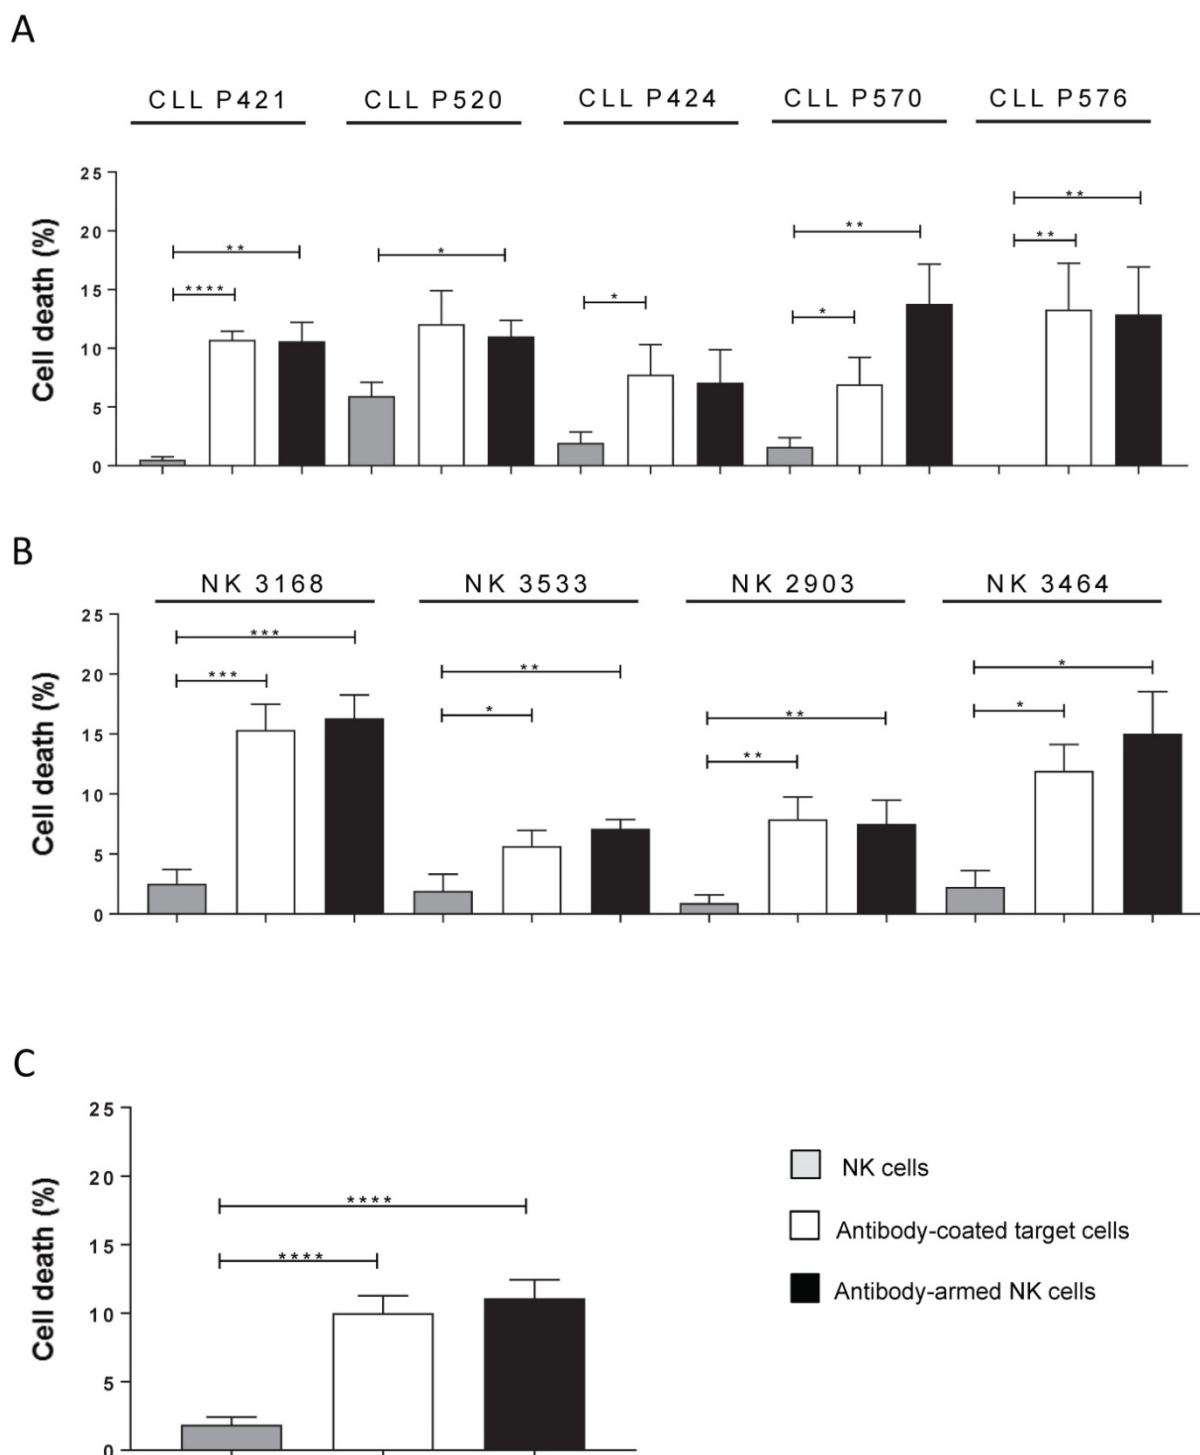 A
CLL P421 CLL P520 CLL P424 CLL P570 CLL P576
Cell death (%)
25
20
15
10
5
0
** **** * * ** * ** **
B
NK 3168 NK 3533 NK 2903 NK 3464
Cell death (%)
25
20
15
10
5
0
*** *** ** * ** ** * *
C
Cell death (%)
25
20
15
10
5
0
****
****
NK cells
Antibody-coated target cells
Antibody-armed NK cells